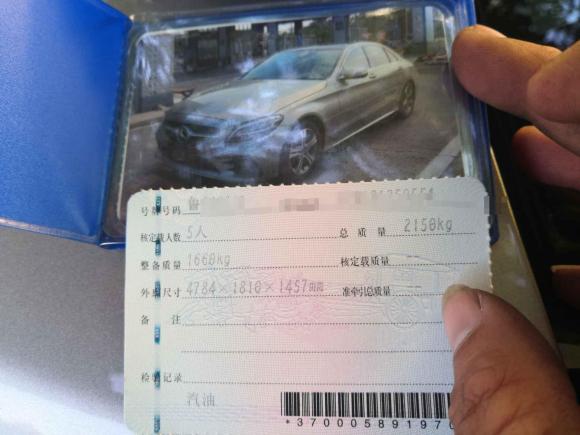 号牌号码 鲁
核定载人数 5人 总质量 2150kg
整备质量 1660kg 核定载质量
外廓尺寸 4784×1810×1457mm 准牵引总质量
备注
检验记录
汽油
*370005891970